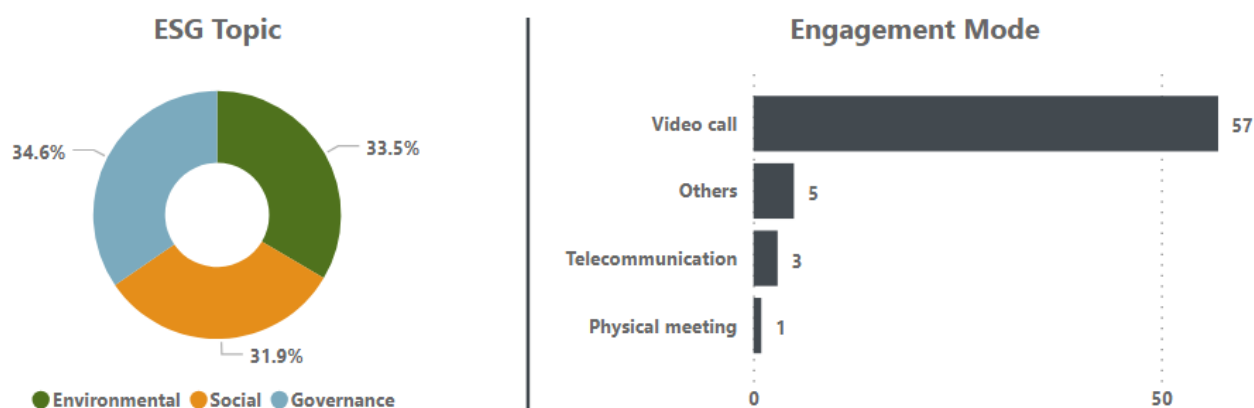 ESG Topic
34.6%
33.5%
31.9%
Environmental Social Governance
Engagement Mode
Video call 57
Others 5
Telecommunication 3
Physical meeting 1
0 50